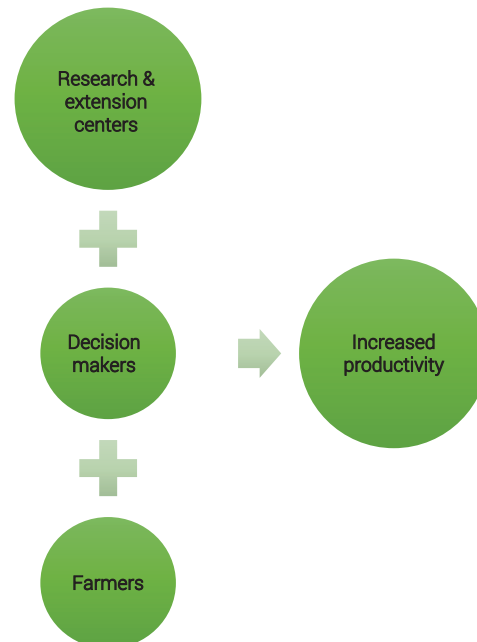 Research &
extension
centers
Decision
makers
Increased
productivity
Farmers